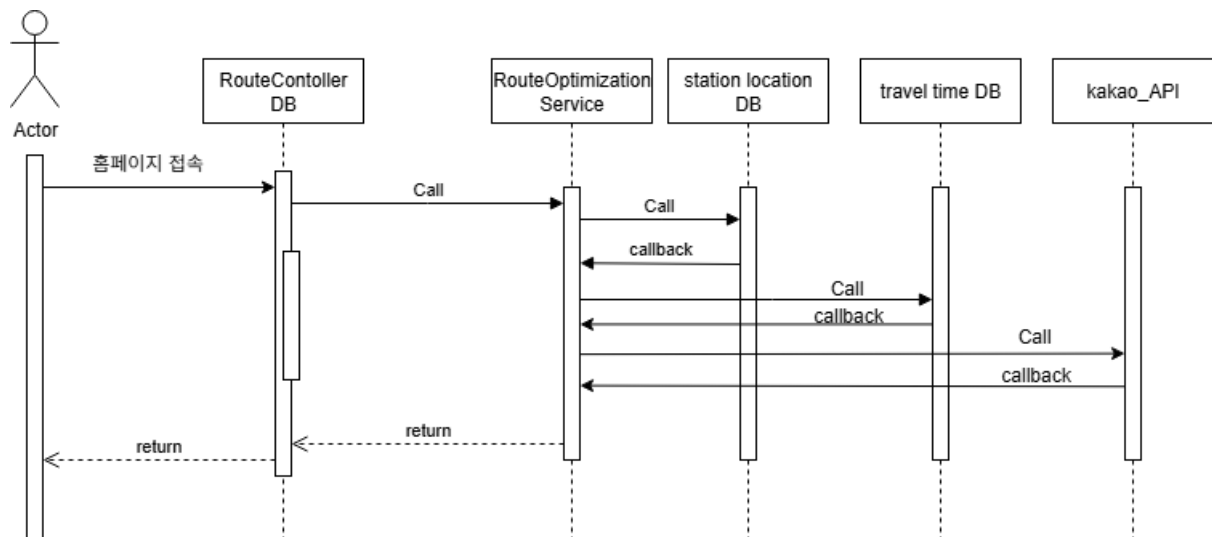 RouteContoller
DB
RouteOptimization
Service
station location
DB
travel time DB
kakao_API
Actor
홈페이지 접속
Call
Call
callback
Call
callback
Call
callback
return
return